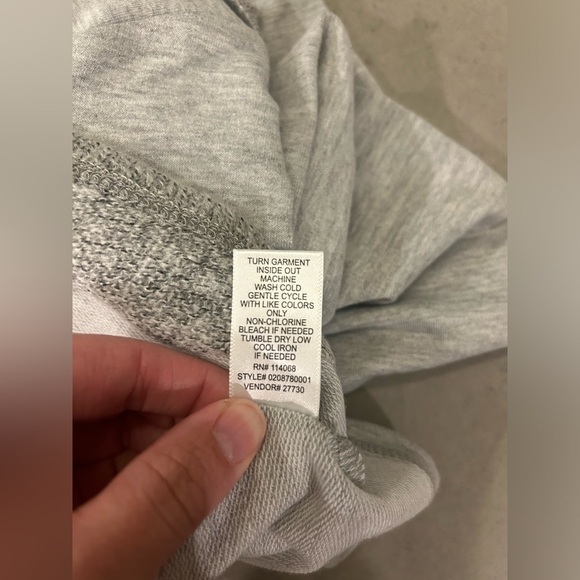 TURN GARMENT
INSIDE OUT
MACHINE
WASH COLD
GENTLE CYCLE
WITH LIKE COLORS
ONLY
NON-CHLORINE
BLEACH IF NEEDED
TUMBLE DRY LOW
COOL IRON
IF NEEDED
RN# 114068
STYLE# 0208780001
VENDOR# 27730